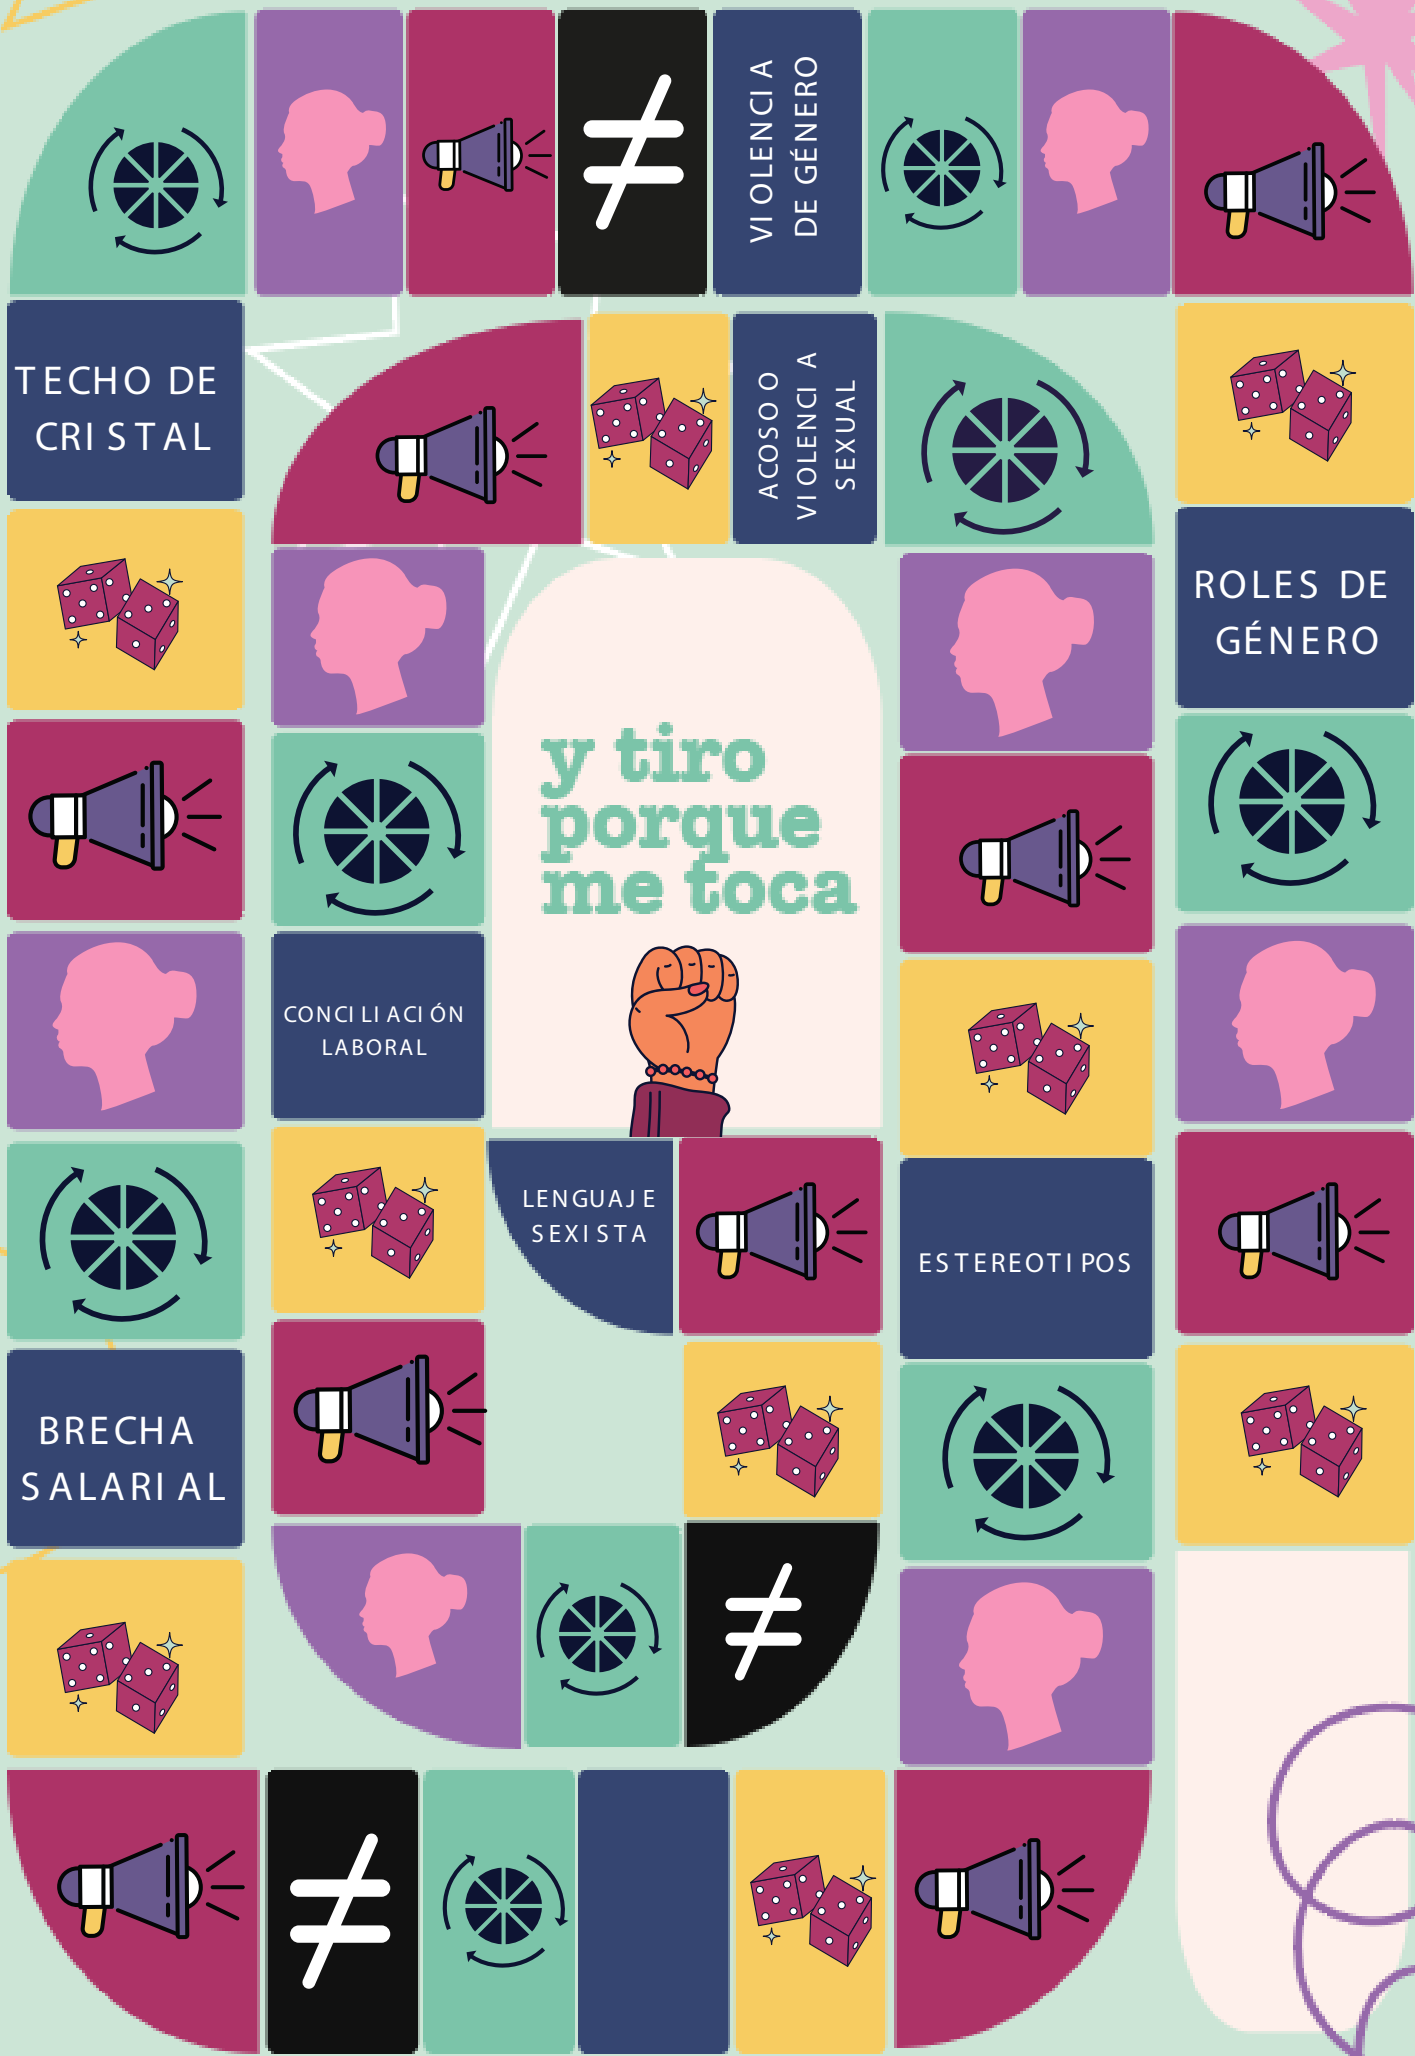 VIOLENCIA
DE GÉNERO
TECHO DE
CRISTAL
ACOSO O
VIOLENCIA
SEXUAL
ROLES DE
GÉNERO
y tiro
porque
me toca
CONCILIACIÓN
LABORAL
LENGUAJE
SEXISTA
ESTEREOTIPOS
BRECHA
SALARIAL